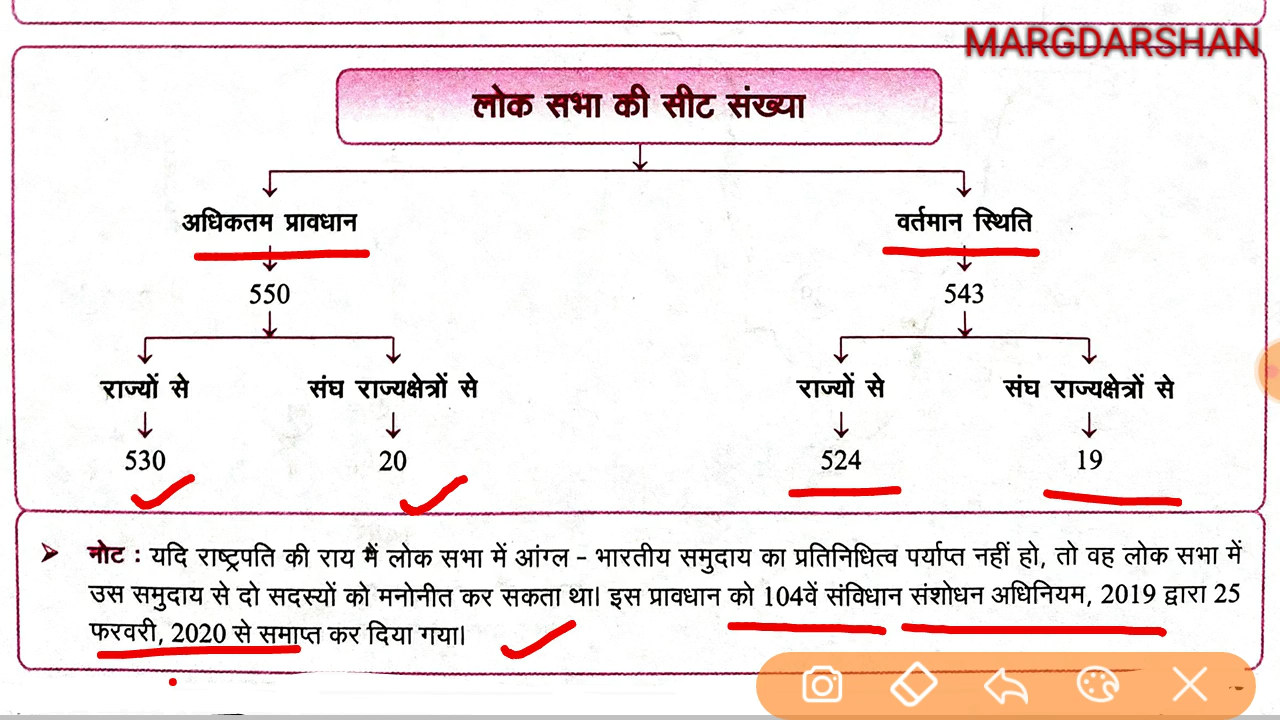 MARGDARSHAN
लोक सभा की सीट संख्या
अधिकतम प्रावधान
वर्तमान स्थिति
550
543
राज्यों से
संघ राज्यक्षेत्रों से
राज्यों से
संघ राज्यक्षेत्रों से
530
20
524
19
नोट : यदि राष्ट्रपति की राय में लोक सभा में आंग्ल - भारतीय समुदाय का प्रतिनिधित्व पर्याप्त नहीं हो, तो वह लोक सभा में
उस समुदाय से दो सदस्यों को मनोनीत कर सकता था। इस प्रावधान को 104वें संविधान संशोधन अधिनियम, 2019 द्वारा 25
फरवरी, 2020 से समाप्त कर दिया गया।